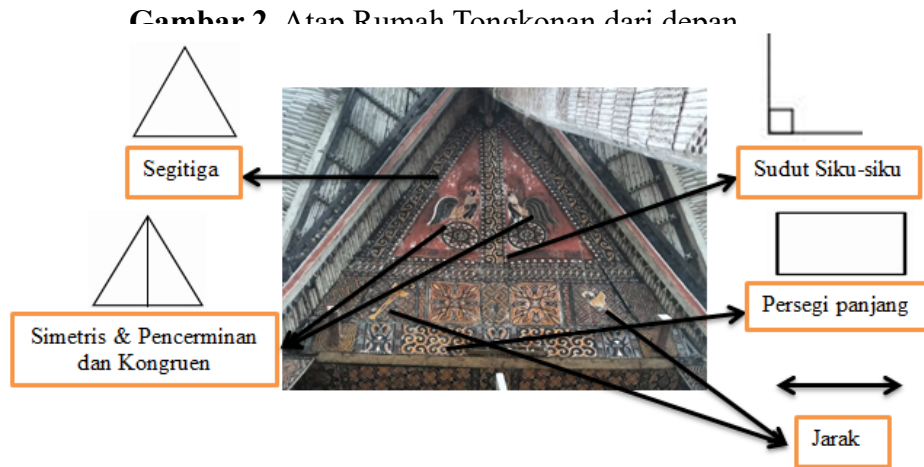 Gambar 2. Atap Rumah Tongkonan dari depan
Segitiga
Sudut Siku-siku
Simetris & Pencerminan
dan Kongruen
Persegi panjang
Jarak